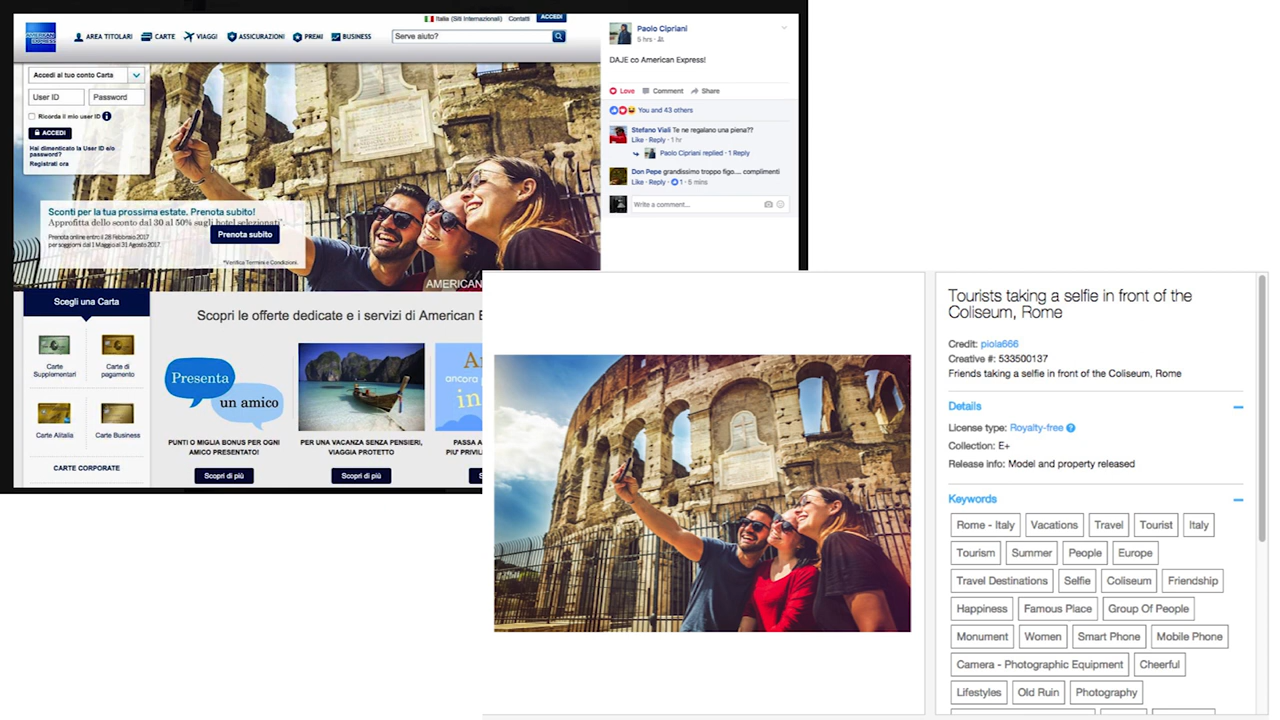 Italia (Siti Internazionali) Contatti ACCEDI
AMERICAN EXPRESS
AREA TITOLARI CARTE VIAGGI ASSICURAZIONI PREMI BUSINESS
Serve aiuto?
Accedi al tuo conto Carta
User ID Password
Ricorda il mio user ID
ACCEDI
Hai dimenticato la User ID a/o
password?
Registrati ora
Sconti per la tua prossima estate. Prenota subito!
Approfitta dello sconto dal 30 al 50% sugli hotel selezionati*.
Prenota online entro il 28 Febbraio 2017
per soggiorni dal 1 Maggio al 31 Agosto 2017.
Prenota subito
*Verifica Termini e Condizioni.
AMERICAN
Scegli una Carta
Carte
Supplementari
Carte di
pagamento
Carte Alitalia
Carte Business
CARTE CORPORATE
Scopri le offerte dedicate e i servizi di American E
Presenta
un amico
PUNTI O MIGLIA BONUS PER OGNI
AMICO PRESENTATO!
Scopri di più
PER UNA VACANZA SENZA PENSIERI,
VIAGGIA PROTETTO
Scopri di più
ancora
in
PASSA A
PIU' PRIVIL
S
Paolo Cipriani
5 hrs
DAJE co American Express!
Love Comment Share
You and 43 others
Stefano Viali Te ne regalano una piena??
Like · Reply · 1 hr
Paolo Cipriani replied · 1 Reply
Don Pepe grandissimo troppo figo.... complimenti
Like · Reply · 1 · 5 mins
Write a comment...
Tourists taking a selfie in front of the
Coliseum, Rome
Credit: piola666
Creative #: 533500137
Friends taking a selfie in front of the Coliseum, Rome
Details
License type: Royalty-free
Collection: E+
Release info: Model and property released
Keywords
Rome - Italy Vacations Travel Tourist Italy
Tourism Summer People Europe
Travel Destinations Selfie Coliseum Friendship
Happiness Famous Place Group Of People
Monument Women Smart Phone Mobile Phone
Camera - Photographic Equipment Cheerful
Lifestyles Old Ruin Photography